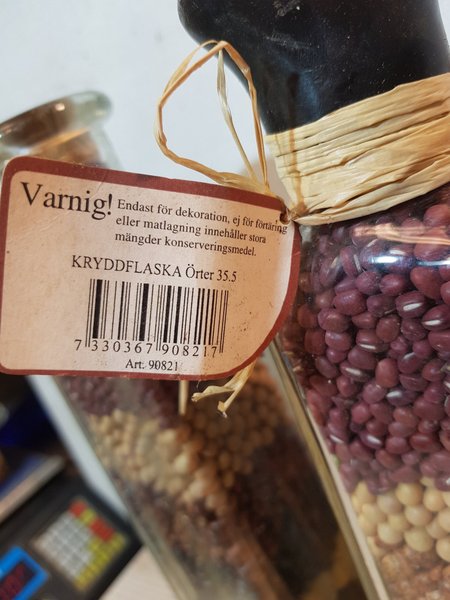 Varnig! Endast för dekoration, ej för förtäring
eller matlagning innehåller stora
mängder konserveringsmedel.
KRYDDFLASKA Örter 35.5
7 330367 908217
Art. 90821